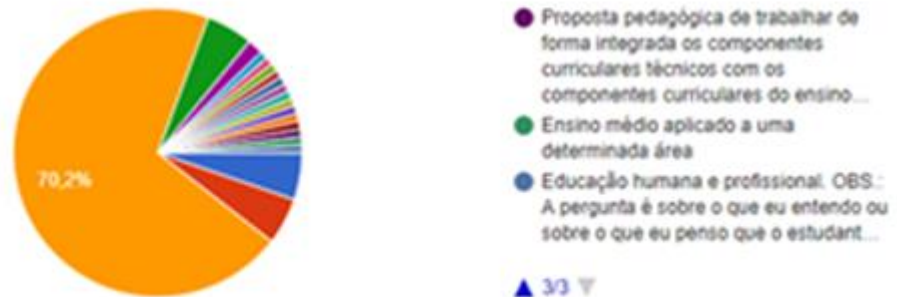 70,2%
Proposta pedagógica de trabalhar de
forma integrada os componentes
curriculares técnicos com os
componentes curriculares do ensino...
Ensino médio aplicado a uma
determinada área
Educação humana e profissional. OBS.:
A pergunta é sobre o que eu entendo ou
sobre o que eu penso que o estudant...
3/3